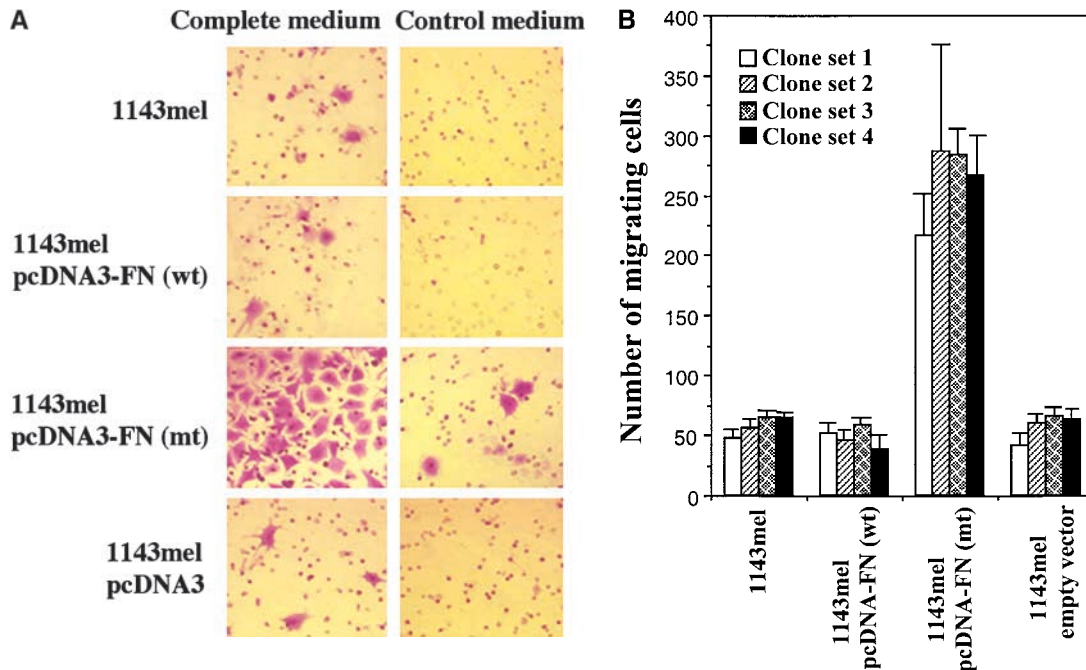 A
Complete medium Control medium
1143mel
1143mel
pcDNA3-FN (wt)
1143mel
pcDNA3-FN (mt)
1143mel
pcDNA3
B
Number of migrating cells
400
350
300
250
200
150
100
50
0
Clone set 1
Clone set 2
Clone set 3
Clone set 4
1143mel
1143mel
pcDNA-FN (wt)
1143mel
pcDNA-FN (mt)
1143mel
empty vector